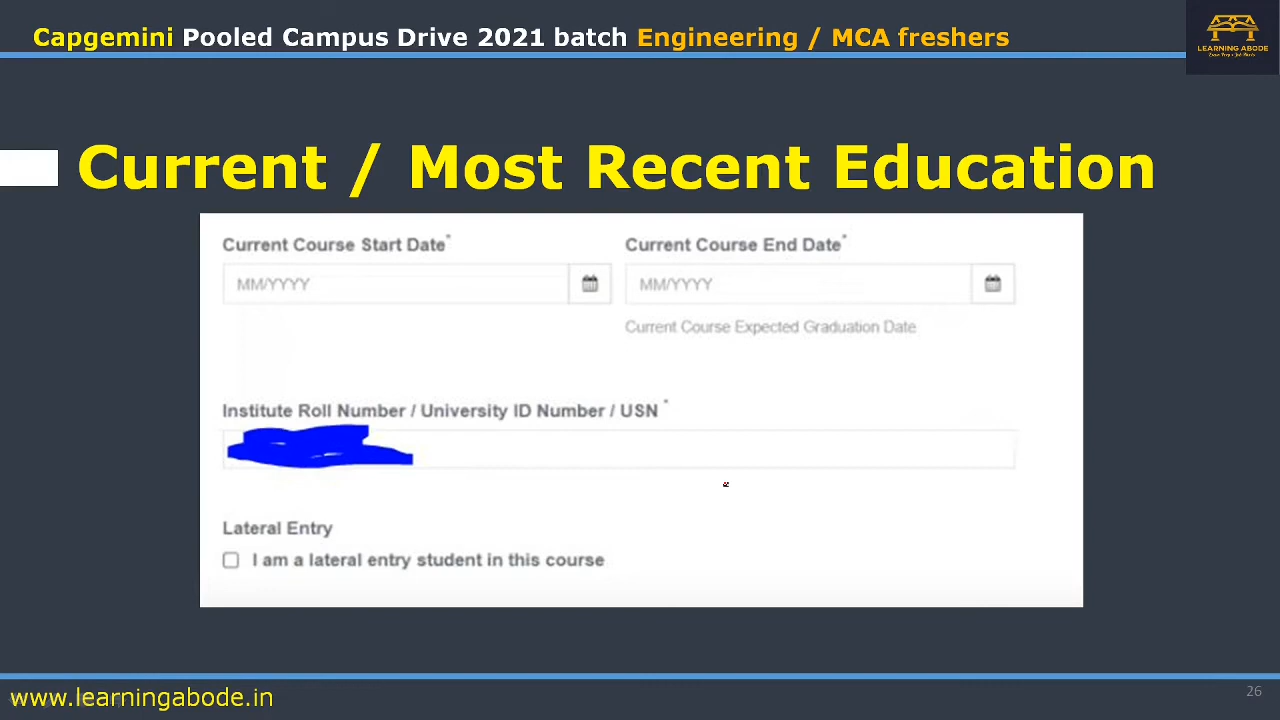 Capgemini Pooled Campus Drive 2021 batch Engineering / MCA freshers
LEARNING ABODE
Current / Most Recent Education
Current Course Start Date* Current Course End Date*
MM/YYYY MM/YYYY
Current Course Expected Graduation Date
Institute Roll Number / University ID Number / USN *
Lateral Entry
I am a lateral entry student in this course
www.learningabode.in
26